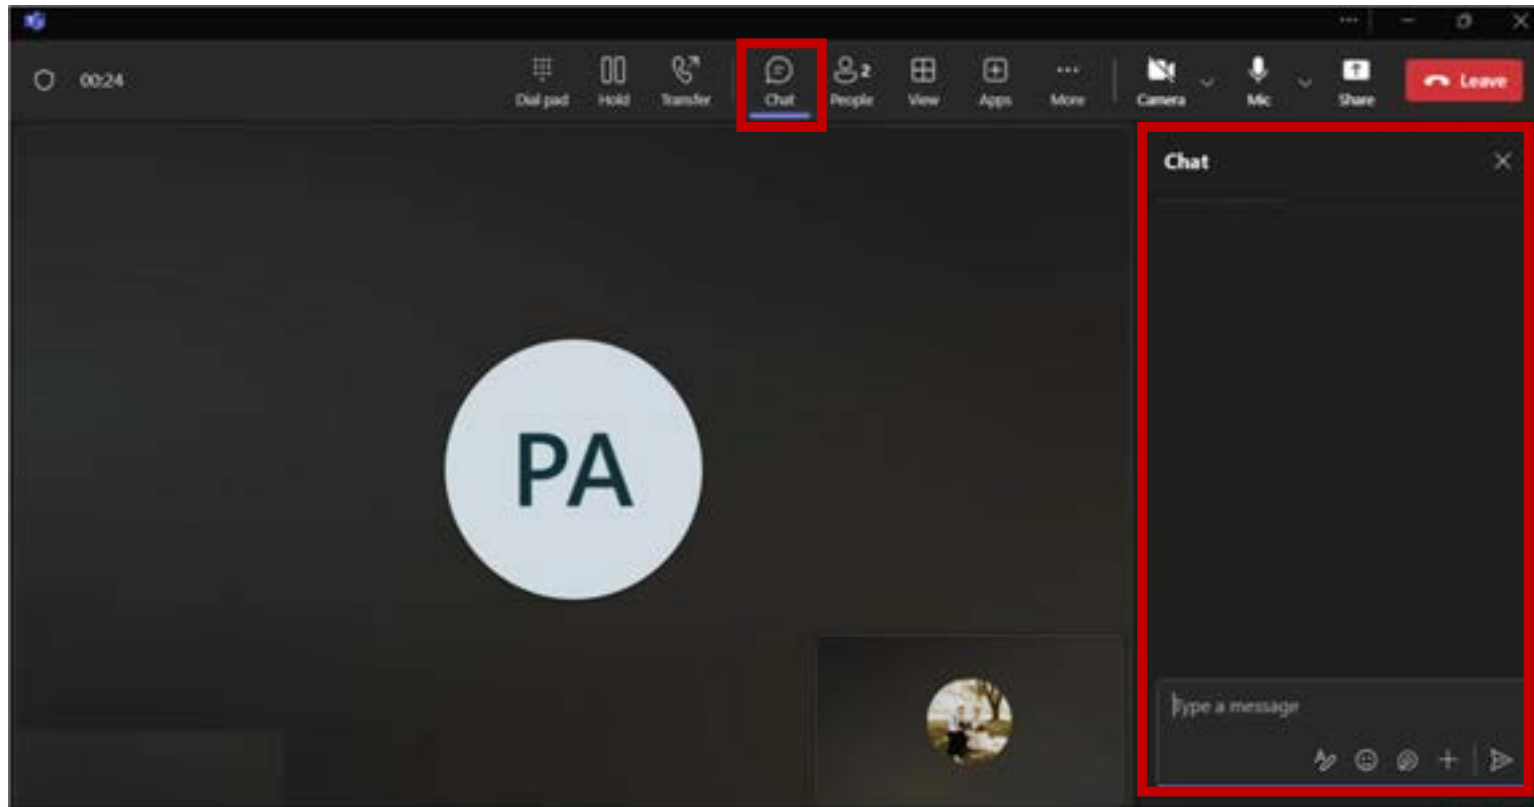 00:24
Dial pad
Hold
Transfer
Chat
People 2
View
Apps
More
Camera
Mic
Share
Leave
Chat
PA
Type a message